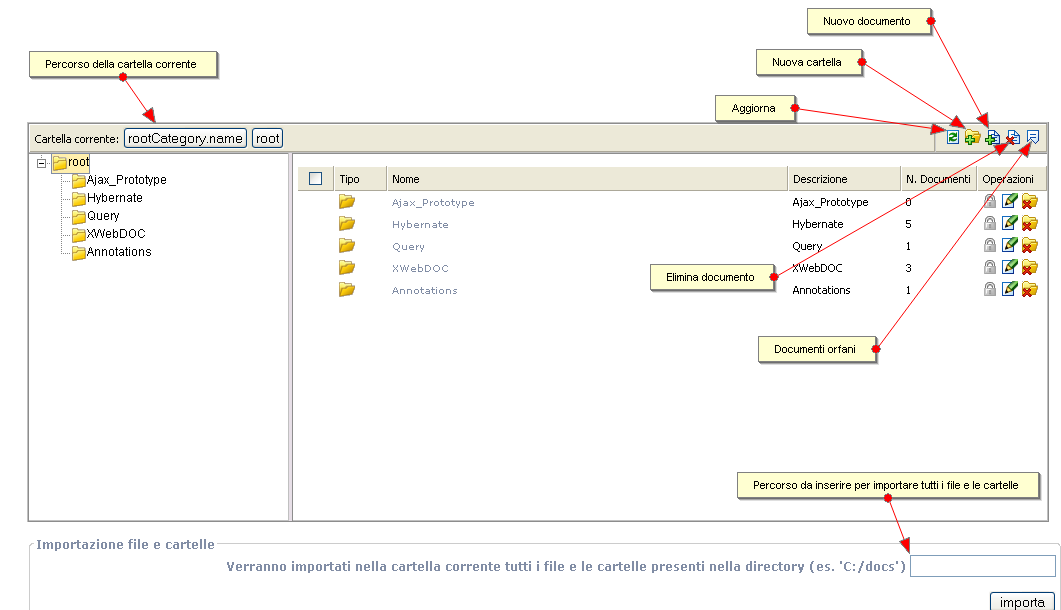 Nuovo documento
Percorso della cartella corrente
Nuova cartella
Aggiorna
Cartella corrente: rootCategory.name root
root
Ajax_Prototype
Hybernate
Query
XWebDOC
Annotations
Tipo Nome Descrizione N. Documenti Operazioni
Ajax_Prototype Ajax_Prototype 0
Hybernate Hybernate 5
Query Query 1
XWebDOC XWebDOC 3
Annotations Annotations 1
Elimina documento
Documenti orfani
Percorso da inserire per importare tutti i file e le cartelle
Importazione file e cartelle
Verranno importati nella cartella corrente tutti i file e le cartelle presenti nella directory (es. 'C:/docs')
importa